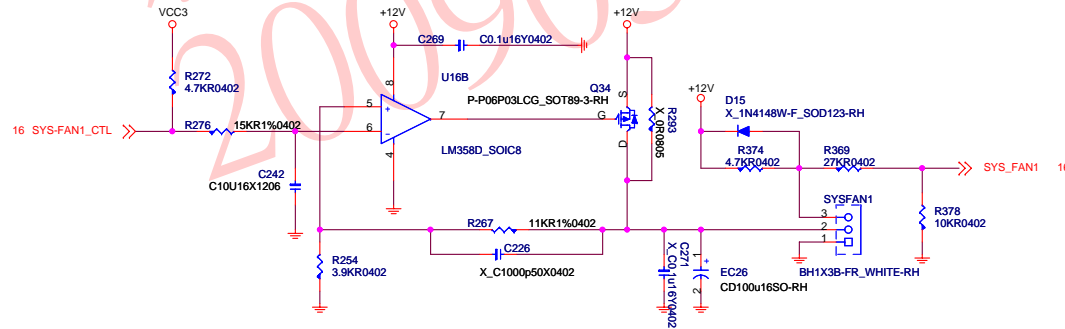 VCC3
+12V
+12V
C269
C0.1u16Y0402
R272
4.7KR0402
U16B
8
5
+
7
6
-
4
LM358D_SOIC8
Q34
P-P06P03LCG_SOT89-3-RH
S
G
D
R293
X_0R0805
+12V
D15
X_1N4148W-F_SOD123-RH
16 SYS-FAN1_CTL
R276
15KR1%0402
R374
4.7KR0402
R369
27KR0402
SYS_FAN1
C242
C10U16X1206
SYSFAN1
3
2
1
BH1X3B-FR_WHITE-RH
R378
10KR0402
R267
11KR1%0402
C226
X_C1000p50X0402
R254
3.9KR0402
C271
X_C0.1u16Y0402
1
+
2
EC26
CD100u16SO-RH